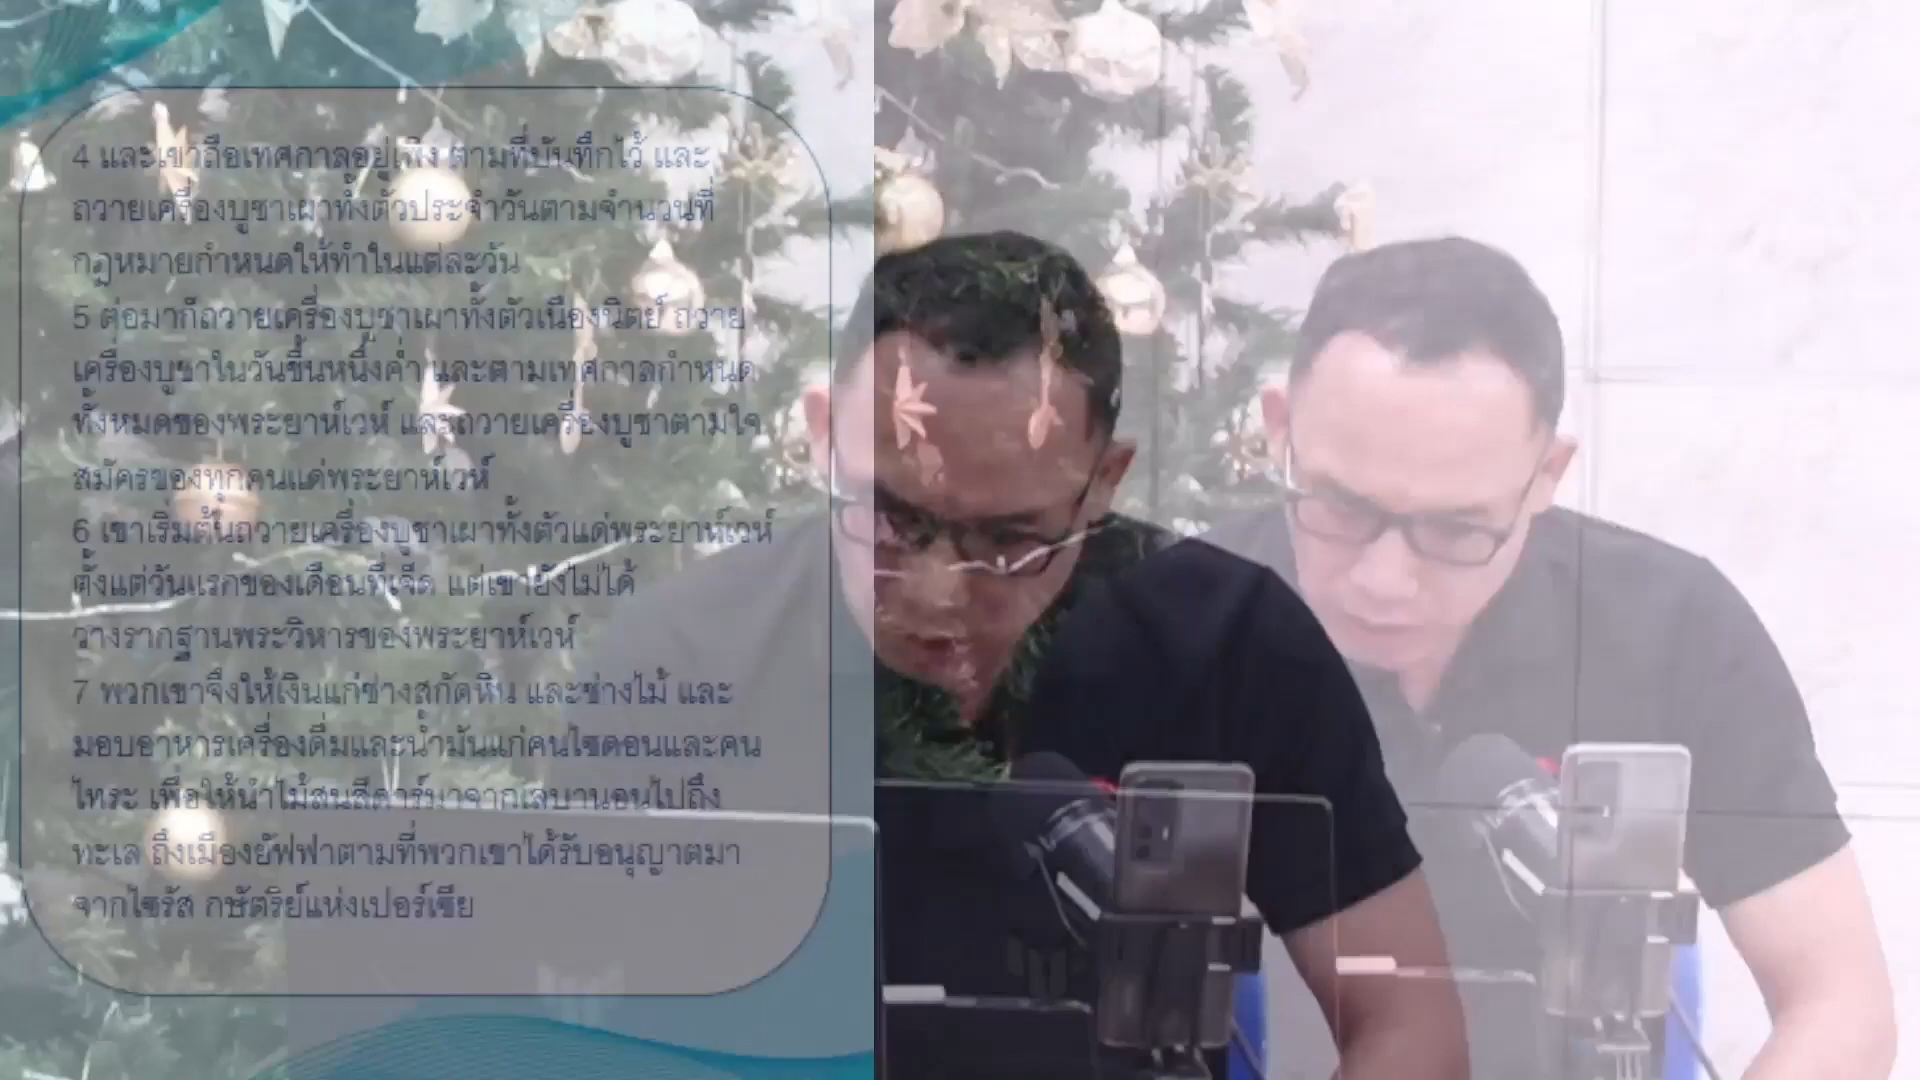 4 และเขาถือเทศกาลอยู่เพิง ตามที่บันทึกไว้ และ
ถวายเครื่องบูชาเผาทั้งตัวประจำวันตามจำนวนที่
กฎหมายกำหนดให้ทำในแต่ละวัน
5 ต่อมาก็ถวายเครื่องบูชาเผาทั้งตัวเนืองนิตย์ ถวาย
เครื่องบูชาในวันขึ้นหนึ่งค่ำ และตามเทศกาลกำหนด
ทั้งหมดของพระยาห์เวห์ และถวายเครื่องบูชาตามใจ
สมัครของทุกคนแด่พระยาห์เวห์
6 เขาเริ่มต้นถวายเครื่องบูชาเผาทั้งตัวแด่พระยาห์เวห์
ตั้งแต่วันแรกของเดือนที่เจ็ด แต่เขายังไม่ได้
วางรากฐานพระวิหารของพระยาห์เวห์
7 พวกเขาจึงให้เงินแก่ช่างสกัดหิน และช่างไม้ และ
มอบอาหารเครื่องดื่มและน้ำมันแก่คนไซดอนและคน
ไทระ เพื่อให้นำไม้สนสีดาร์มาจากเลบานอนไปถึง
ทะเล ถึงเมืองยัฟฟาตามที่พวกเขาได้รับอนุญาตมา
จากไซรัส กษัตริย์แห่งเปอร์เซีย